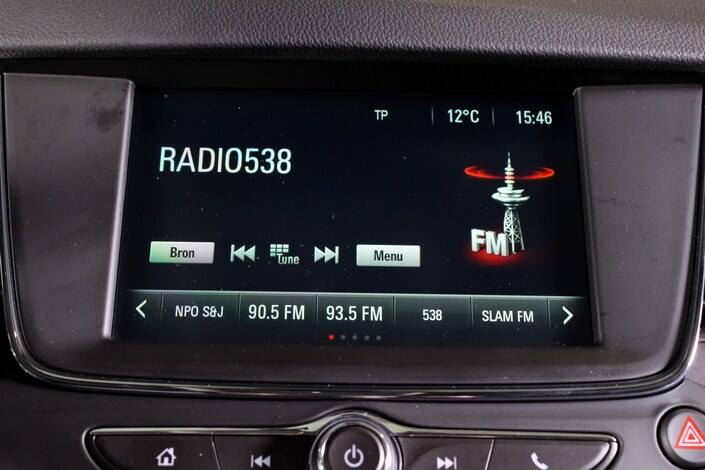 TP 12°C 15:46
RADIO538
FM
Bron Tune Menu
NPO S&J 90.5 FM 93.5 FM 538 SLAM FM